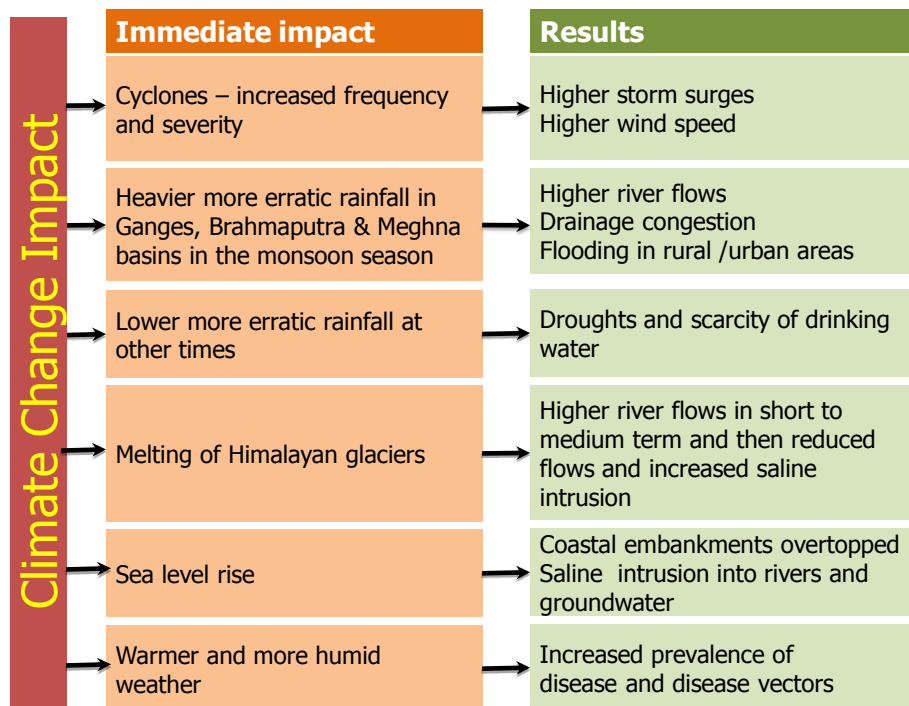 Climate Change Impact
Immediate impact
Results
Cyclones – increased frequency
and severity
Higher storm surges
Higher wind speed
Heavier more erratic rainfall in
Ganges, Brahmaputra & Meghna
basins in the monsoon season
Higher river flows
Drainage congestion
Flooding in rural /urban areas
Lower more erratic rainfall at
other times
Droughts and scarcity of drinking
water
Melting of Himalayan glaciers
Higher river flows in short to
medium term and then reduced
flows and increased saline
intrusion
Sea level rise
Coastal embankments overtopped
Saline  intrusion into rivers and
groundwater
Warmer and more humid
weather
Increased prevalence of
disease and disease vectors